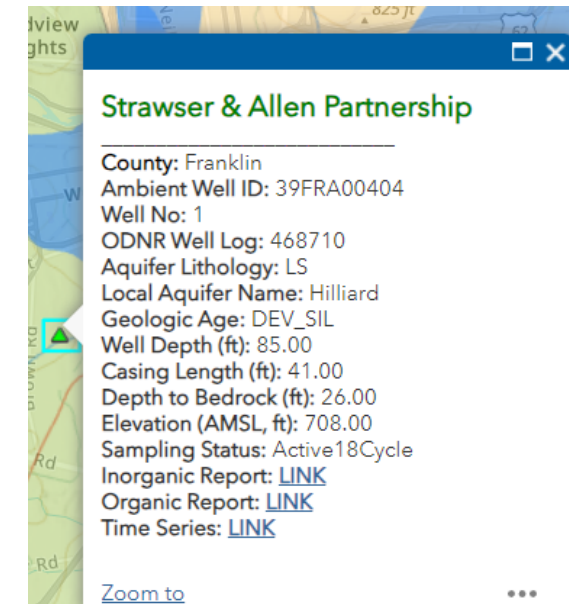 dview
ghts
825 ft
62
Strawser & Allen Partnership
County: Franklin
Ambient Well ID: 39FRA00404
Well No: 1
ODNR Well Log: 468710
Aquifer Lithology: LS
Local Aquifer Name: Hilliard
Geologic Age: DEV_SIL
Well Depth (ft): 85.00
Casing Length (ft): 41.00
Depth to Bedrock (ft): 26.00
Elevation (AMSL, ft): 708.00
Sampling Status: Active18Cycle
Inorganic Report: LINK
Organic Report: LINK
Time Series: LINK
Zoom to
W
Brown Rd
Rd
Rd